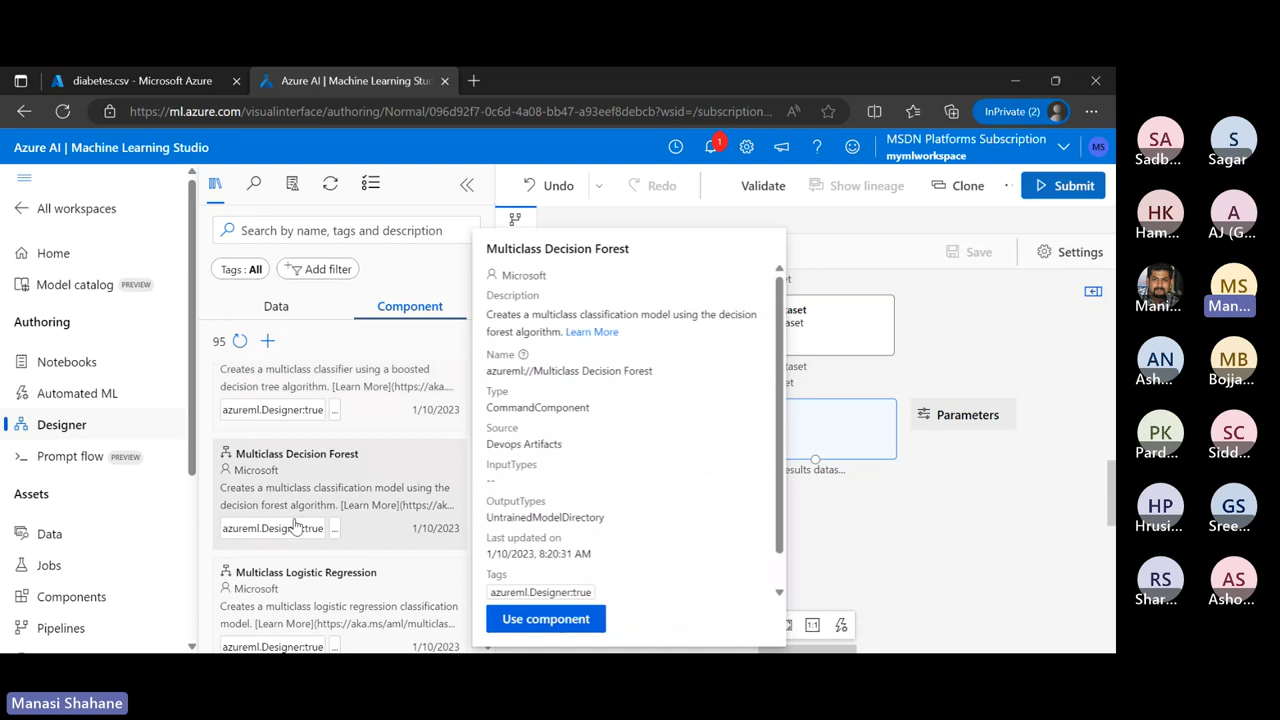 diabetes.csv - Microsoft Azure
Azure AI | Machine Learning Stu
https://ml.azure.com/visualinterface/authoring/Normal/096d92f7-0c6d-4a08-bb47-a93eef8debcb?wsid=/subscription...
InPrivate (2)
Azure AI | Machine Learning Studio
1
MSDN Platforms Subscription
mymlworkspace
MS
All workspaces
Home
Model catalog PREVIEW
Authoring
Notebooks
Automated ML
Designer
Prompt flow PREVIEW
Assets
Data
Jobs
Components
Pipelines
Search by name, tags and description
Tags : All
Add filter
Data
Component
95
Creates a multiclass classifier using a boosted
decision tree algorithm. [Learn More](https://aka....
azureml.Designer:true ... 1/10/2023
Multiclass Decision Forest
Microsoft
Creates a multiclass classification model using the
decision forest algorithm. [Learn More](https://ak...
azureml.Designer:true ... 1/10/2023
Multiclass Logistic Regression
Microsoft
Creates a multiclass logistic regression classification
model. [Learn More](https://aka.ms/aml/multiclas...
azureml.Designer:true ... 1/10/2023
Undo
Redo
Validate
Show lineage
Clone
Submit
Save
Settings
Multiclass Decision Forest
Microsoft
Description
Creates a multiclass classification model using the decision
forest algorithm. Learn More
Name
azureml://Multiclass Decision Forest
Type
CommandComponent
Source
Devops Artifacts
InputTypes
--
OutputTypes
UntrainedModelDirectory
Last updated on
1/10/2023, 8:20:31 AM
Tags
azureml.Designer:true
Use component
Parameters
results datas...
1:1
SA
Sadb...
S
Sagar
HK
Ham...
A
AJ (G...
Mani...
MS
Man...
AN
Ash...
MB
Bojja...
PK
Pard...
SC
Sidd...
HP
Hrusi...
GS
Sree...
RS
Shar...
AS
Asho...
Manasi Shahane